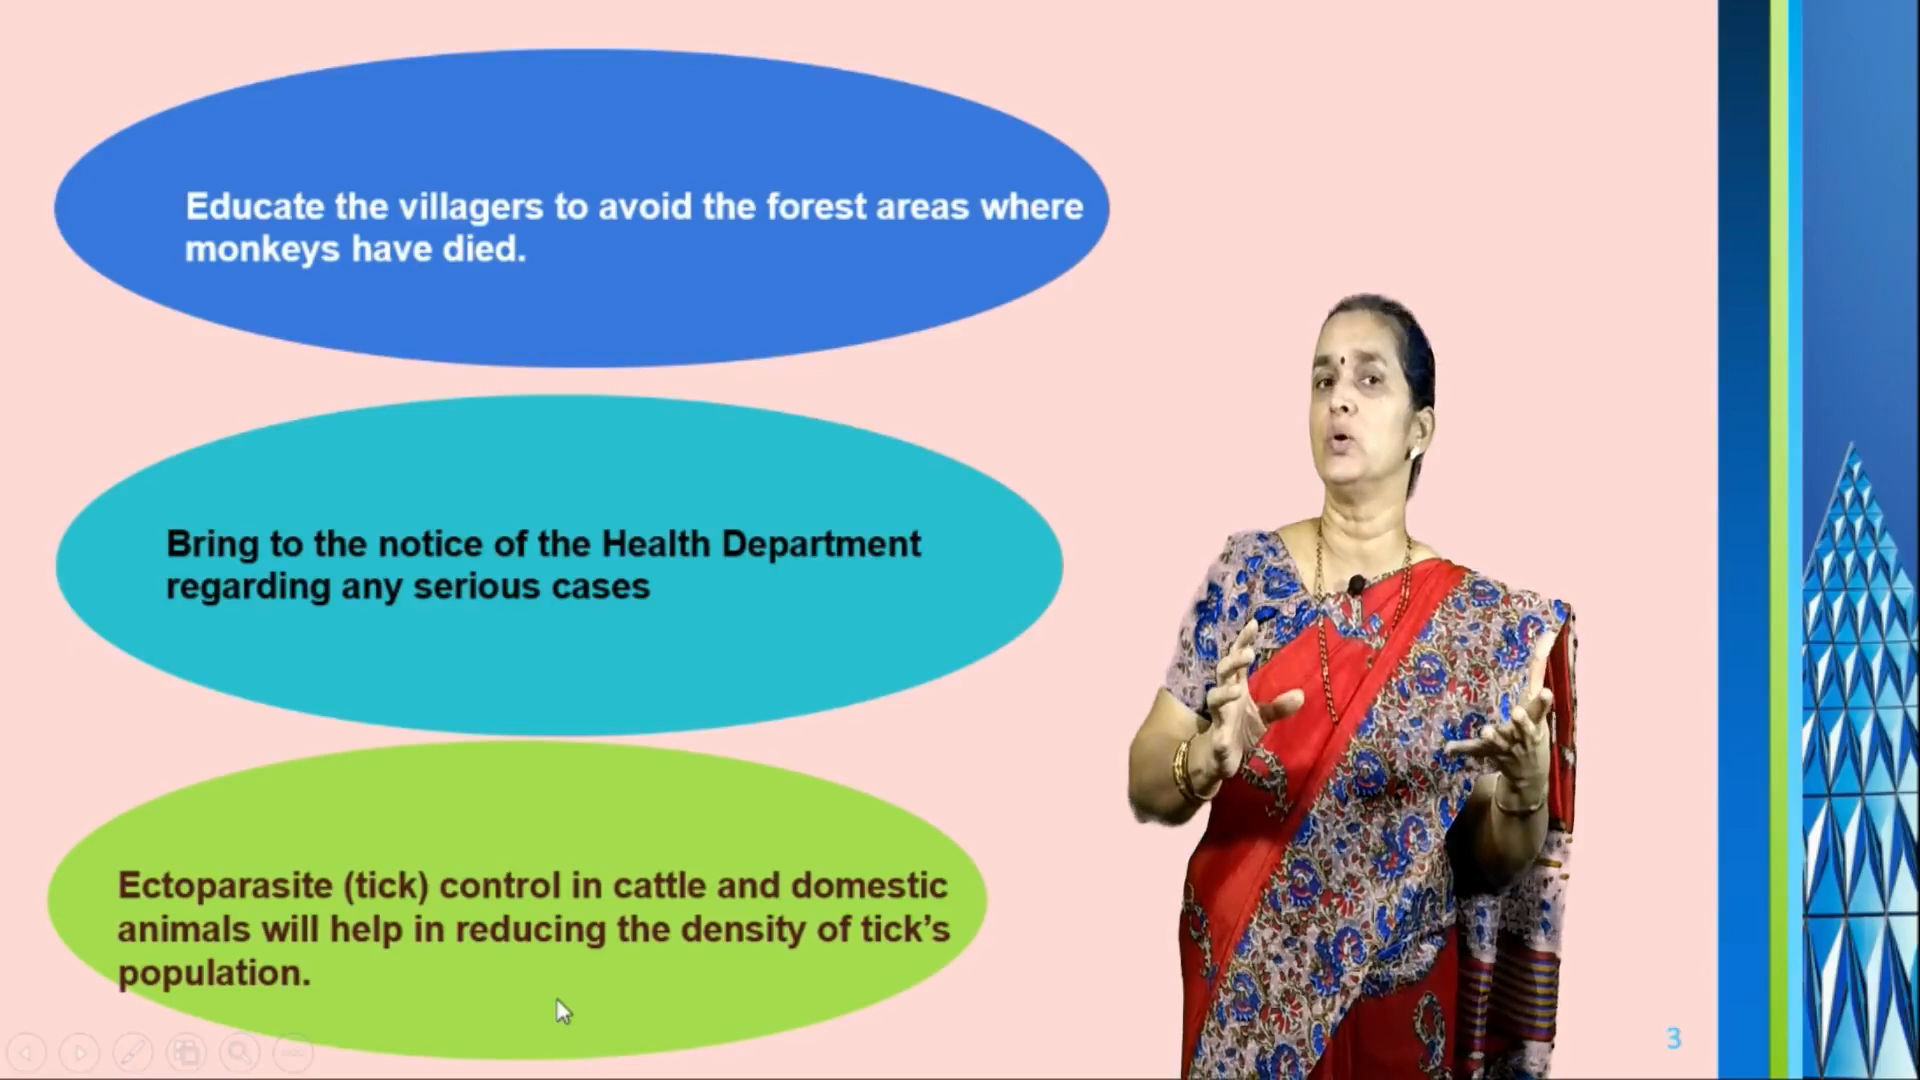 Educate the villagers to avoid the forest areas where
monkeys have died.
Bring to the notice of the Health Department
regarding any serious cases
Ectoparasite (tick) control in cattle and domestic
animals will help in reducing the density of tick's
population.
3